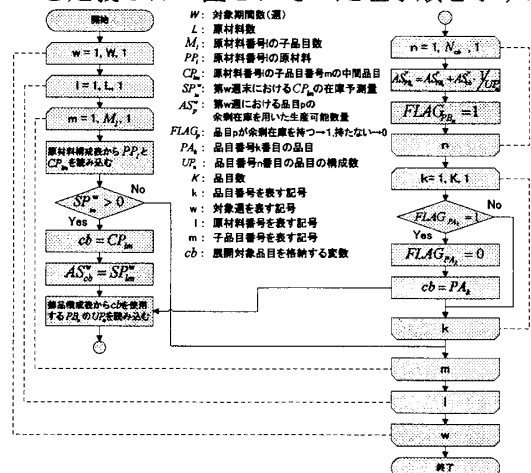 開始
w = 1, W, 1
l = 1, L, 1
m = 1, M_l, 1
原材料構成表からPP_lと
CP_lmを読み込む
SP^w_lm > 0
No
Yes
cb = CP_lm
AS^w_cb = SP^w_lm
部品構成表からcbを使用
するPB_nのUP_nを読み込む
W: 対象期間数(週)
L: 原材料数
M_l: 原材料番号lの子品目数
PP_l: 原材料番号lの原材料
CP_lm: 原材料番号lの子品目番号mの中間品目
SP^w_lm: 第w週末におけるCP_lmの在庫予測量
AS^w_p: 第w週における品目pの
余剰在庫を用いた生産可能数量
FLAG_p: 品目pが余剰在庫を持つ→1,持たない→0
PA_k: 品目番号k番目の品目
UP_n: 品目番号n番目の品目の構成数
K: 品目数
k: 品目番号を表す記号
w: 対象週を表す記号
l: 原材料番号を表す記号
m: 子品目番号を表す記号
cb: 展開対象品目を格納する変数
n = 1, N_cb, 1
FLAG_PB_n = 1
n
k = 1, K, 1
FLAG_PA_k = 1
No
Yes
FLAG_PA_k = 0
cb = PA_k
k
m
l
w
終了